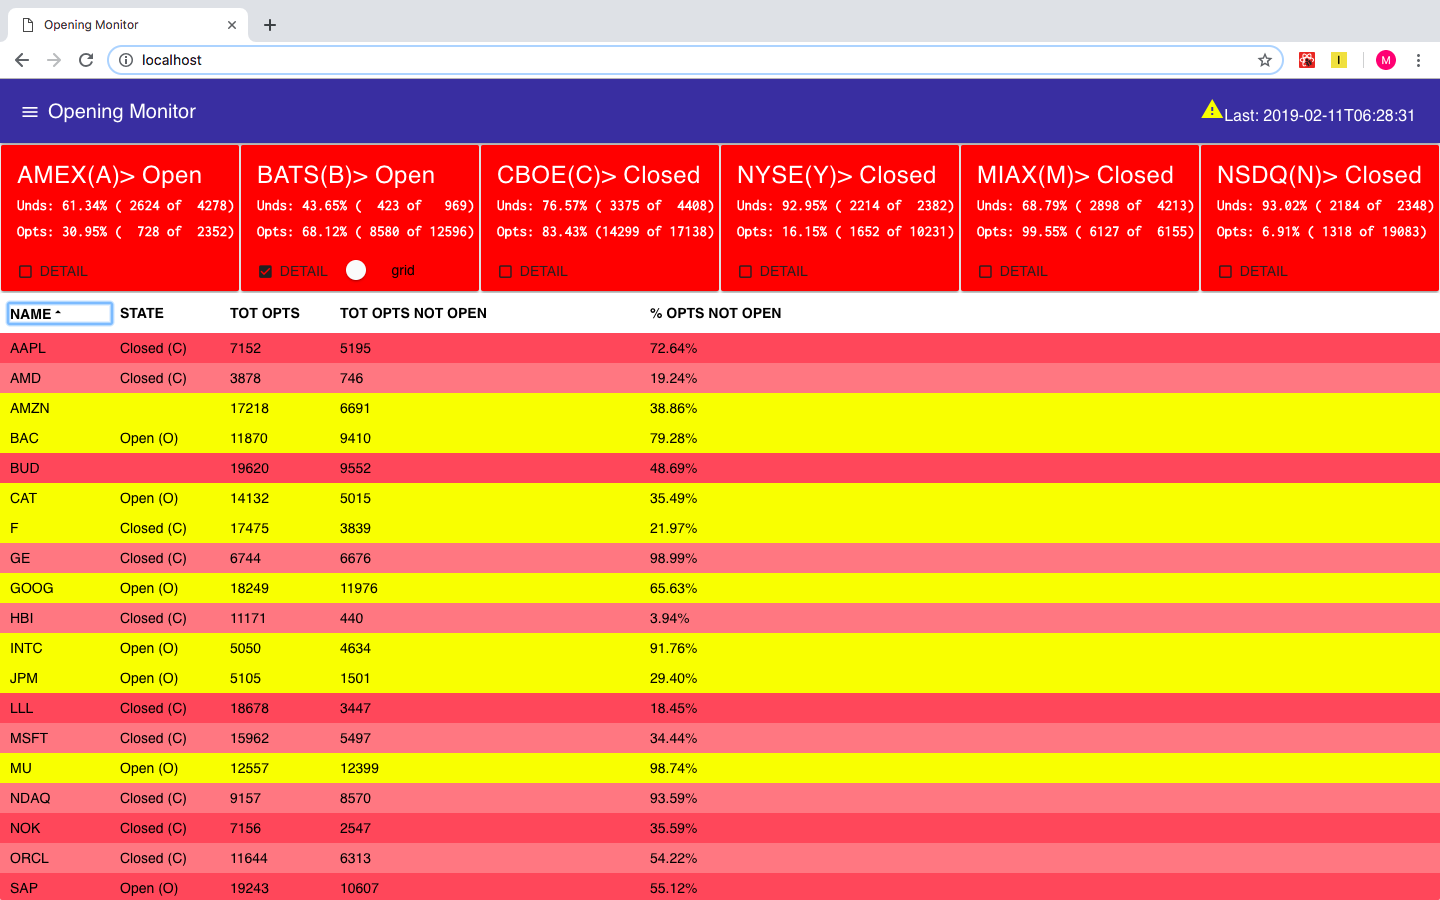 Opening Monitor
localhost
I
M
Opening Monitor
Last: 2019-02-11T06:28:31
AMEX(A)> Open
Unds: 61.34% ( 2624 of  4278)
Opts: 30.95% (  728 of  2352)
DETAIL
BATS(B)> Open
Unds: 43.65% (  423 of   969)
Opts: 68.12% ( 8580 of 12596)
DETAIL grid
CBOE(C)> Closed
Unds: 76.57% ( 3375 of  4408)
Opts: 83.43% (14299 of 17138)
DETAIL
NYSE(Y)> Closed
Unds: 92.95% ( 2214 of  2382)
Opts: 16.15% ( 1652 of 10231)
DETAIL
MIAX(M)> Closed
Unds: 68.79% ( 2898 of  4213)
Opts: 99.55% ( 6127 of  6155)
DETAIL
NSDQ(N)> Closed
Unds: 93.02% ( 2184 of  2348)
Opts: 6.91% ( 1318 of 19083)
DETAIL
NAME STATE TOT OPTS TOT OPTS NOT OPEN % OPTS NOT OPEN
AAPL Closed (C) 7152 5195 72.64%
AMD Closed (C) 3878 746 19.24%
AMZN 17218 6691 38.86%
BAC Open (O) 11870 9410 79.28%
BUD 19620 9552 48.69%
CAT Open (O) 14132 5015 35.49%
F Closed (C) 17475 3839 21.97%
GE Closed (C) 6744 6676 98.99%
GOOG Open (O) 18249 11976 65.63%
HBI Closed (C) 11171 440 3.94%
INTC Open (O) 5050 4634 91.76%
JPM Open (O) 5105 1501 29.40%
LLL Closed (C) 18678 3447 18.45%
MSFT Closed (C) 15962 5497 34.44%
MU Open (O) 12557 12399 98.74%
NDAQ Closed (C) 9157 8570 93.59%
NOK Closed (C) 7156 2547 35.59%
ORCL Closed (C) 11644 6313 54.22%
SAP Open (O) 19243 10607 55.12%